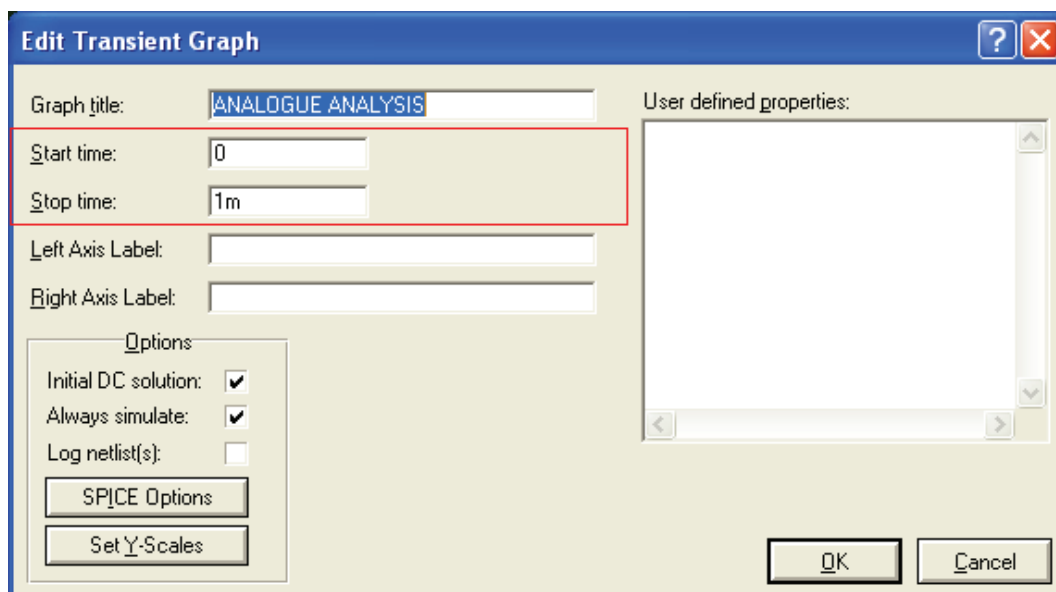 Edit Transient Graph
Graph title: ANALOGUE ANALYSIS
User defined properties:
Start time: 0
Stop time: 1m
Left Axis Label:
Right Axis Label:
Options
Initial DC solution:
Always simulate:
Log netlist(s):
SPICE Options
Set Y-Scales
OK
Cancel